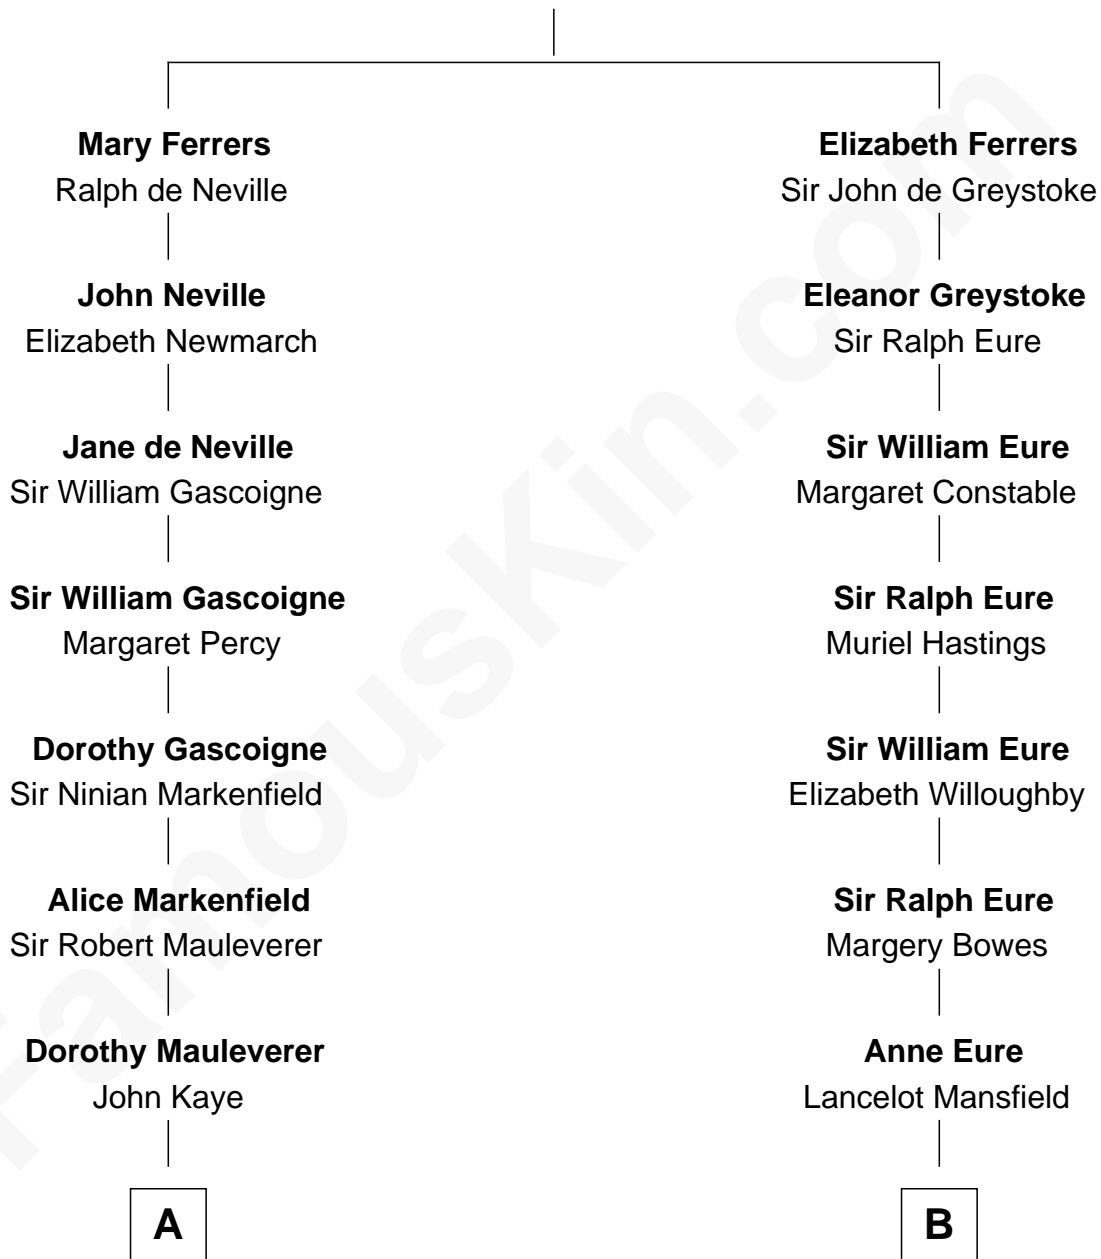 Mary Ferrers
Ralph de Neville
John Neville
Elizabeth Newmarch
Jane de Neville
Sir William Gascoigne
Sir William Gascoigne
Margaret Percy
Dorothy Gascoigne
Sir Ninian Markenfield
Alice Markenfield
Sir Robert Mauleverer
Dorothy Mauleverer
John Kaye
A
Elizabeth Ferrers
Sir John de Greystoke
Eleanor Greystoke
Sir Ralph Eure
Sir William Eure
Margaret Constable
Sir Ralph Eure
Muriel Hastings
Sir William Eure
Elizabeth Willoughby
Sir Ralph Eure
Margery Bowes
Anne Eure
Lancelot Mansfield
B
FamousKin.com